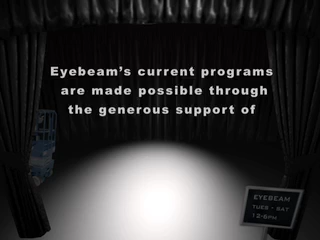 Eyebeam's current programs
are made possible through
the generous support of
EYEBEAM
TUES - SAT
12-6PM